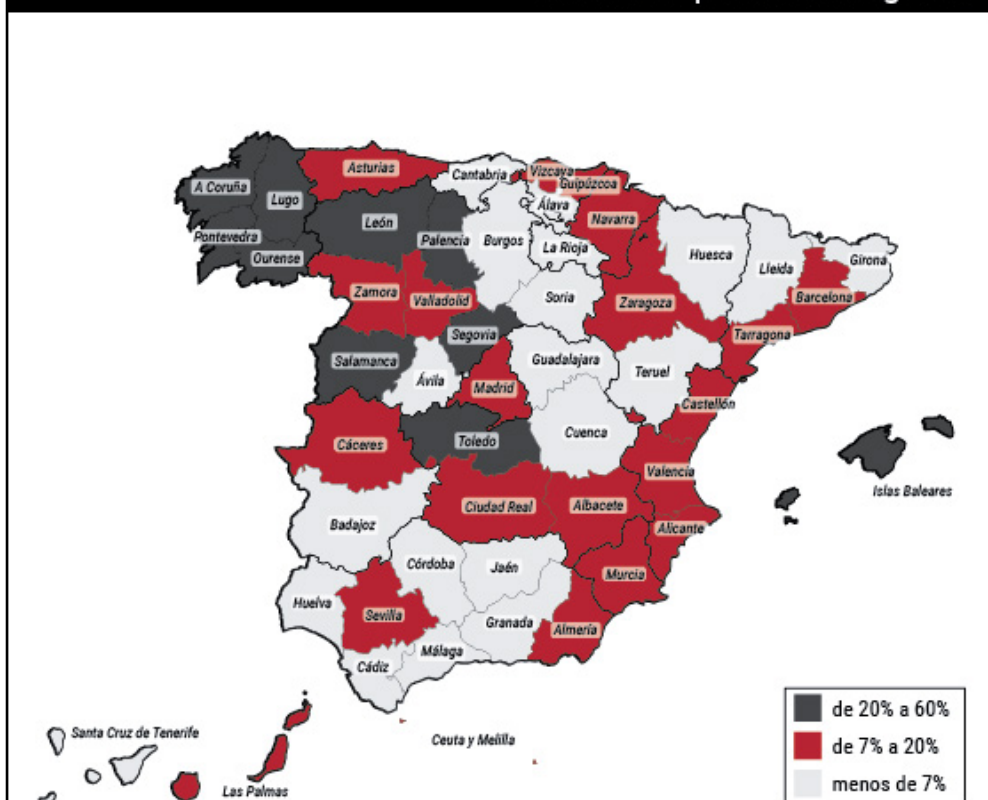 Asturias
Cantabria
Vizcaya
Guipúzcoa
A Coruña
Lugo
Álava
Navarra
León
Pontevedra
Palencia
Burgos
La Rioja
Huesca
Ourense
Lleida
Girona
Zamora
Valladolid
Soria
Zaragoza
Barcelona
Segovia
Tarragona
Salamanca
Guadalajara
Ávila
Madrid
Teruel
Castellón
Cáceres
Toledo
Cuenca
Valencia
Islas Baleares
Ciudad Real
Albacete
Badajoz
Alicante
Córdoba
Jaén
Murcia
Huelva
Sevilla
Granada
Almería
Málaga
Cádiz
Santa Cruz de Tenerife
Ceuta y Melilla
Las Palmas
de 20% a 60%
de 7% a 20%
menos de 7%